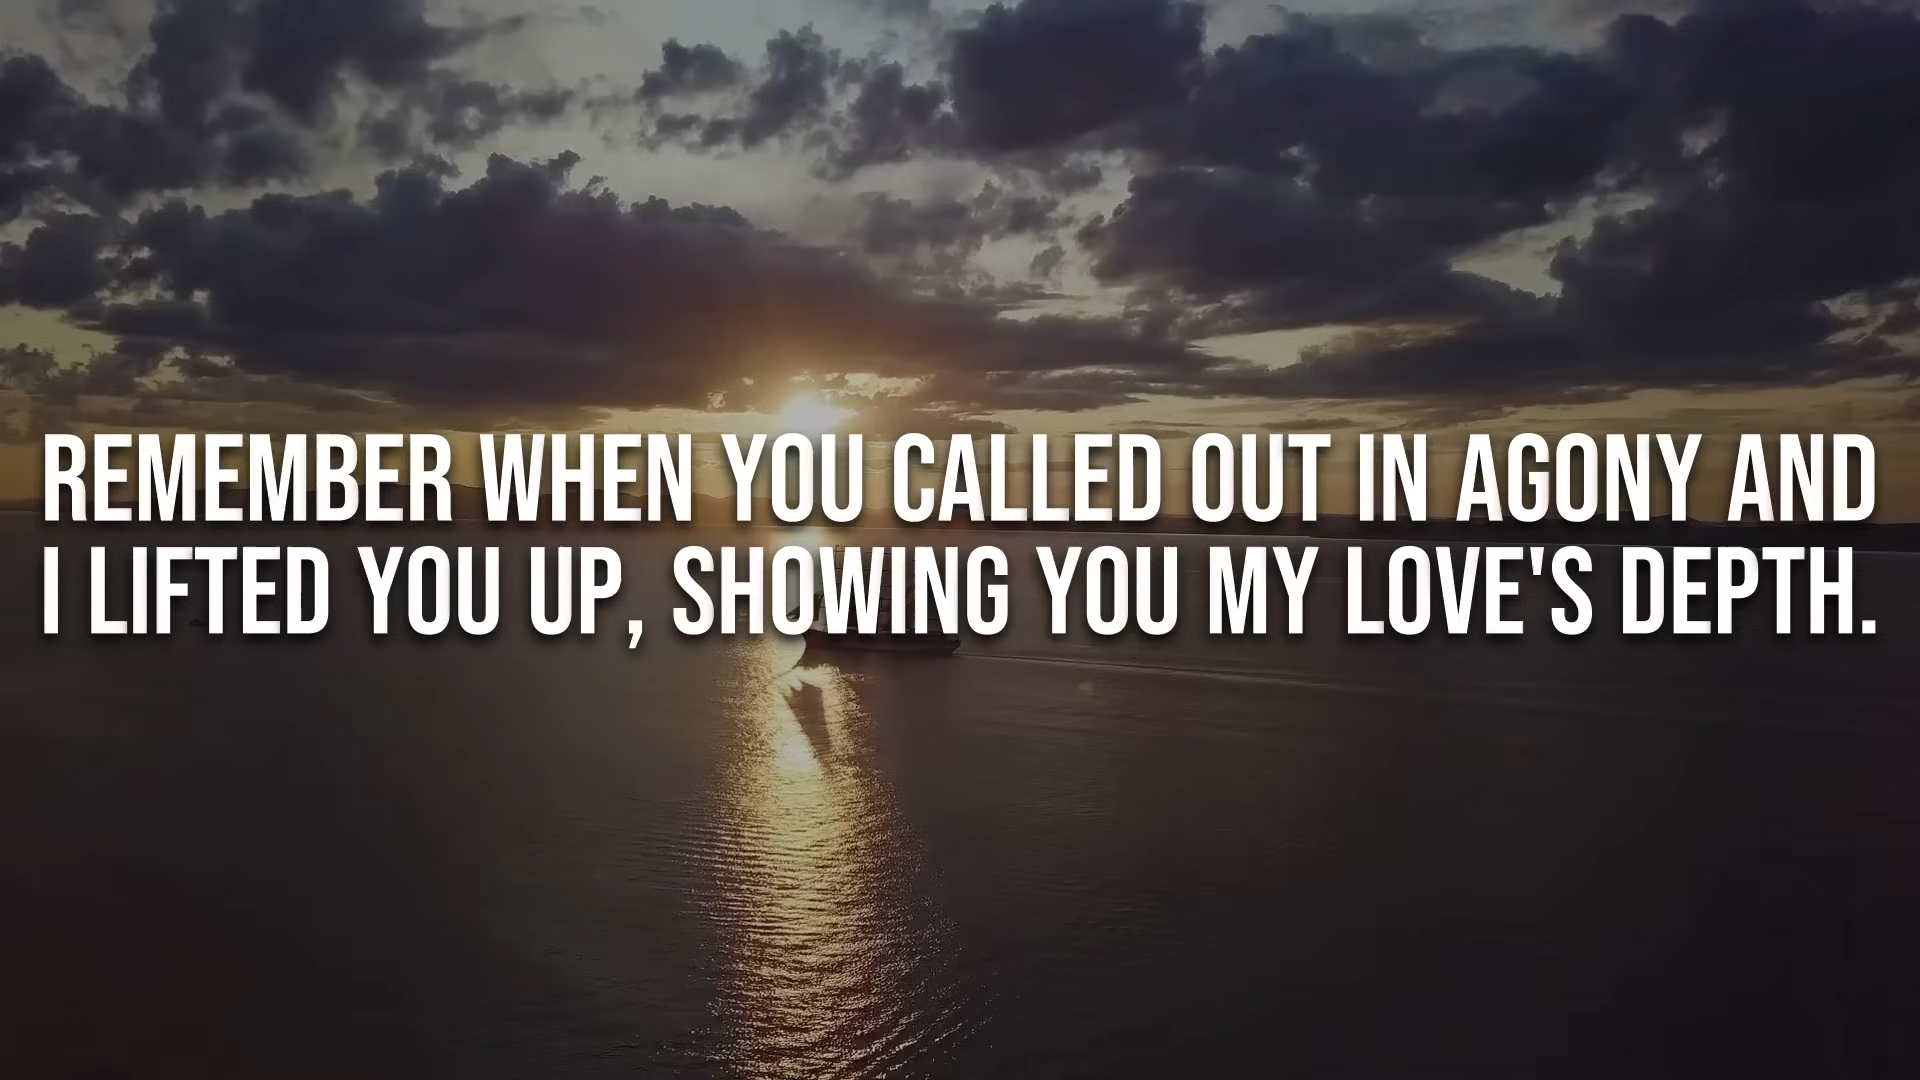 REMEMBER WHEN YOU CALLED OUT IN AGONY AND
I LIFTED YOU UP, SHOWING YOU MY LOVE'S DEPTH.